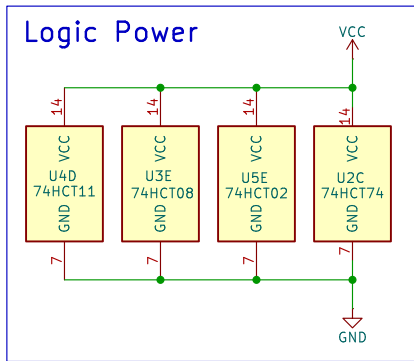 Logic Power
VCC
14 14 14 14
VCC VCC VCC VCC
U4D U3E U5E U2C
74HCT11 74HCT08 74HCT02 74HCT74
GND GND GND GND
7 7 7 7
GND